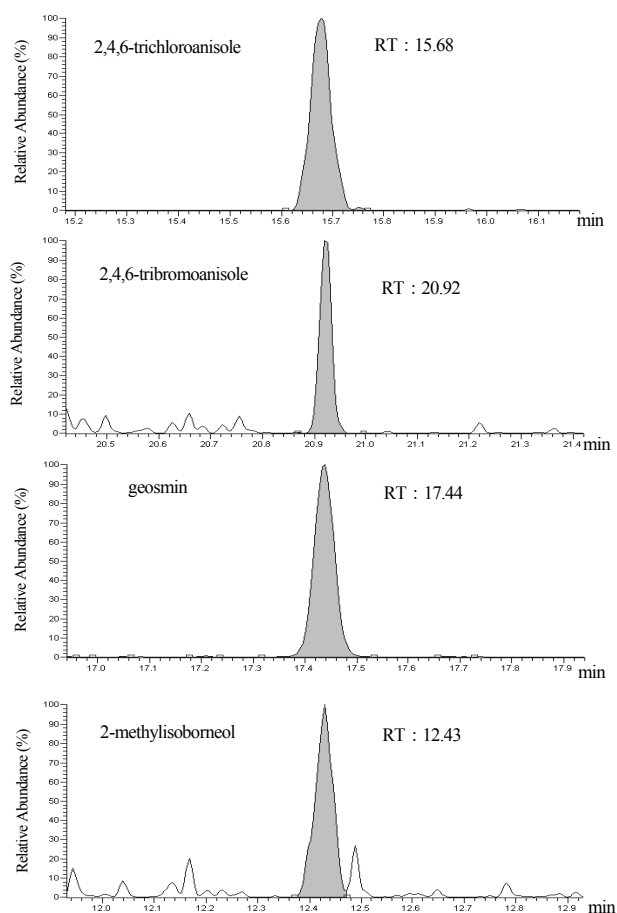 100
90
80
70
60
50
40
30
20
10
0
Relative Abundance (%)
2,4,6-trichloroanisole
RT : 15.68
15.2 15.3 15.4 15.5 15.6 15.7 15.8 15.9 16.0 16.1 min
100
90
80
70
60
50
40
30
20
10
0
Relative Abundance (%)
2,4,6-tribromoanisole
RT : 20.92
20.5 20.6 20.7 20.8 20.9 21.0 21.1 21.2 21.3 21.4 min
100
90
80
70
60
50
40
30
20
10
0
Relative Abundance (%)
geosmin
RT : 17.44
17.0 17.1 17.2 17.3 17.4 17.5 17.6 17.7 17.8 17.9 min
100
90
80
70
60
50
40
30
20
10
0
Relative Abundance (%)
2-methylisoborneol
RT : 12.43
12.0 12.1 12.2 12.3 12.4 12.5 12.6 12.7 12.8 12.9 min